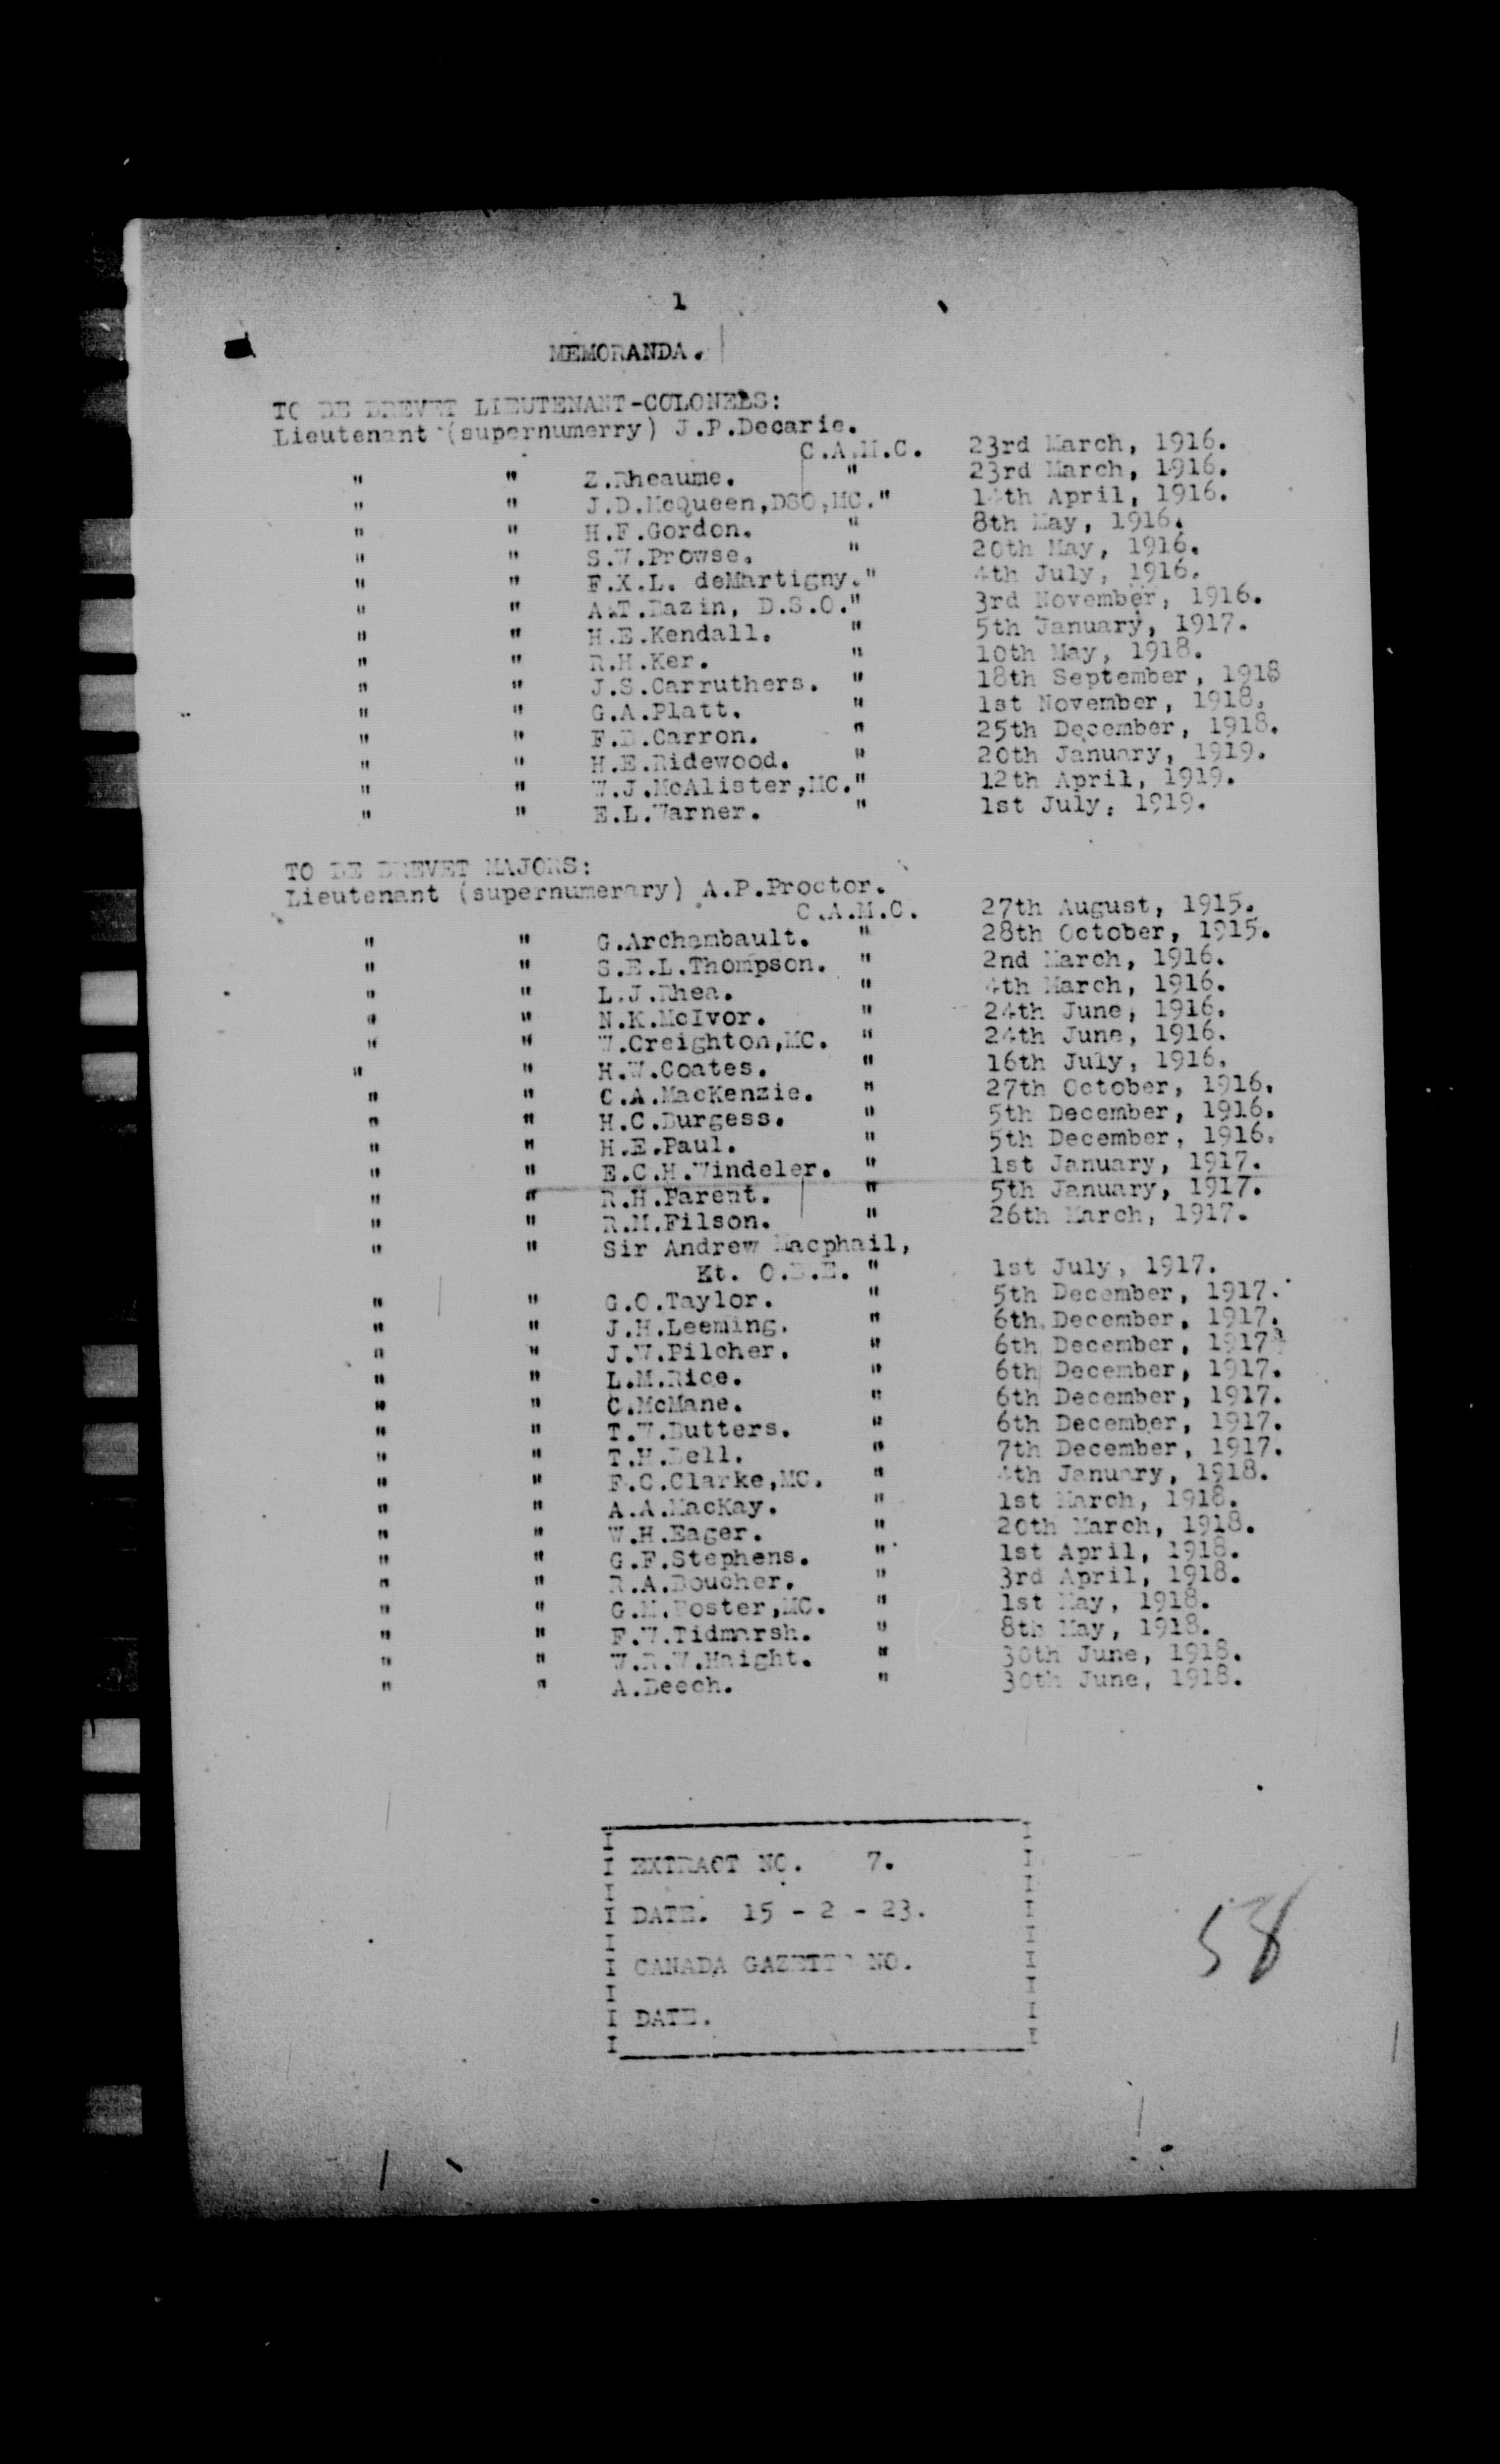 1
MEMORANDA.
TO BE BREVET LIEUTENANT-COLONELS:
Lieutenant (supernumerry) J.P.Decarie.
C.A.M.C. 23rd March, 1916.
" " Z.Rheaume. " 23rd March, 1916.
" " J.D.McQueen,DSO,MC." 14th April, 1916.
" " H.F.Gordon. " 8th May, 1916.
" " S.W.Prowse. " 20th May, 1916.
" " F.X.L. deMartigny." 4th July, 1916.
" " A.T.Bazin, D.S.O." 3rd November, 1916.
" " H.E.Kendall. " 5th January, 1917.
" " R.H.Ker. " 10th May, 1918.
" " J.S.Carruthers. " 18th September, 1918
" " G.A.Platt. " 1st November, 1918.
" " F.D.Carron. " 25th December, 1918.
" " H.E.Ridewood. " 20th January, 1919.
" " W.J.McAlister,MC." 12th April, 1919.
" " E.L.Warner. " 1st July, 1919.
TO BE BREVET MAJORS:
Lieutenant (supernumerary) A.P.Proctor.
C.A.M.C. 27th August, 1915.
" " G.Archambault. " 28th October, 1915.
" " S.E.L.Thompson. " 2nd March, 1916.
" " L.J.Rhea. " 4th March, 1916.
" " N.K.McIvor. " 24th June, 1916.
" " W.Creighton,MC. " 24th June, 1916.
" " H.W.Coates. " 16th July, 1916.
" " C.A.MacKenzie. " 27th October, 1916.
" " H.C.Burgess. " 5th December, 1916.
" " H.E.Paul. " 5th December, 1916.
" " E.C.H.Windeler. " 1st January, 1917.
" " R.H.Parent. " 5th January, 1917.
" " R.M.Filson. " 26th March, 1917.
" " Sir Andrew Macphail,
Kt. O.B.E. " 1st July, 1917.
" " G.O.Taylor. " 5th December, 1917.
" " J.H.Leeming. " 6th December, 1917.
" " J.W.Pilcher. " 6th December, 1917.
" " L.M.Rice. " 6th December, 1917.
" " C.McMane. " 6th December, 1917.
" " T.W.Butters. " 6th December, 1917.
" " T.H.Bell. " 7th December, 1917.
" " F.C.Clarke,MC. " 4th January, 1918.
" " A.A.MacKay. " 1st March, 1918.
" " W.H.Eager. " 20th March, 1918.
" " G.F.Stephens. " 1st April, 1918.
" " R.A.Boucher. " 3rd April, 1918.
" " G.M.Foster,MC. " 1st May, 1918.
" " F.W.Tidmarsh. " 8th May, 1918.
" " W.R.W.Haight. " 30th June, 1918.
" " A.Beech. " 30th June, 1918.
EXTRACT NO. 7.
DATE. 15 - 2 - 23.
CANADA GAZETTE NO.
DATE.
58